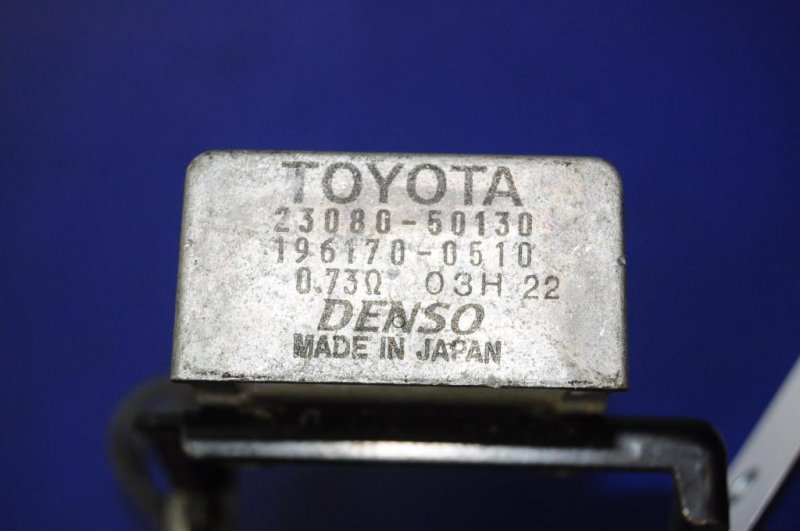 TOYOTA
23080-50130
196170-0510
0.73Ω 03H 22
DENSO
MADE IN JAPAN